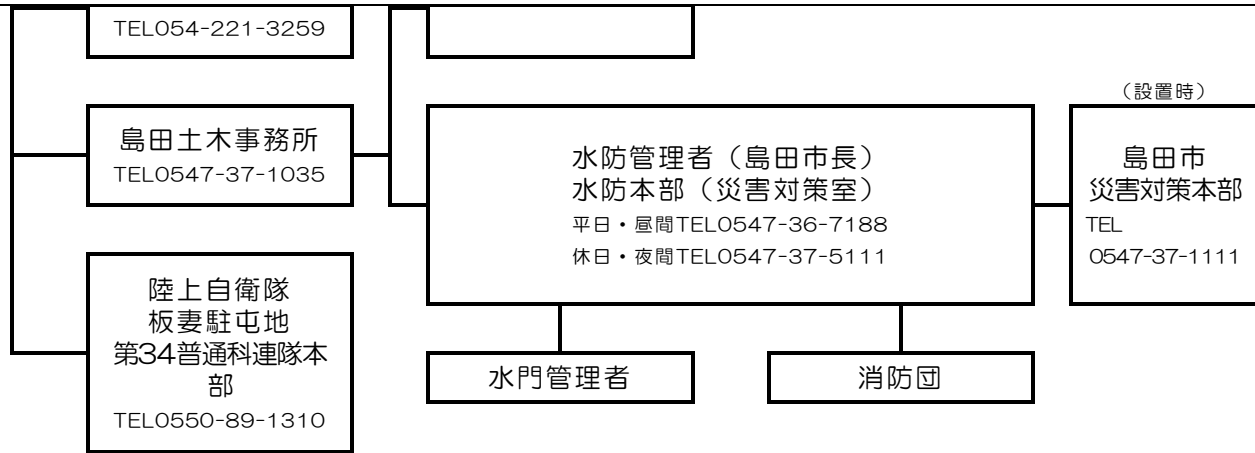 TEL054-221-3259
（設置時）
島田土木事務所
TEL0547-37-1035
水防管理者（島田市長）
水防本部（災害対策室）
平日・昼間TEL0547-36-7188
休日・夜間TEL0547-37-5111
島田市
災害対策本部
TEL
0547-37-1111
陸上自衛隊
板妻駐屯地
第34普通科連隊本
部
TEL0550-89-1310
水門管理者
消防団